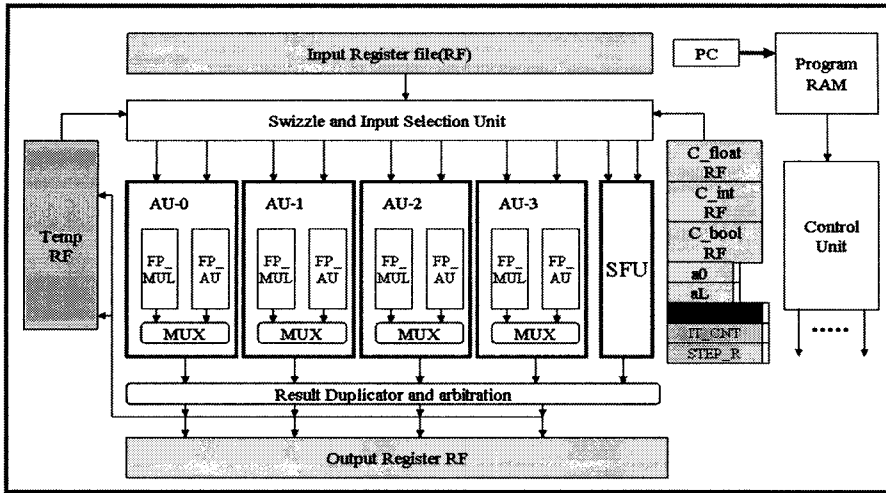 Input Register file(RF)
PC
Program
RAM
Swizzle and Input Selection Unit
Temp
RF
AU-0
FP_
MUL
FP_
AU
MUX
AU-1
FP_
MUL
FP_
AU
MUX
AU-2
FP_
MUL
FP_
AU
MUX
AU-3
FP_
MUL
FP_
AU
MUX
SFU
C_float
RF
C_int
RF
C_bool
RF
a0
aL
IT_CNT
STEP_R
Control
Unit
Result Duplicator and arbitration
Output Register RF